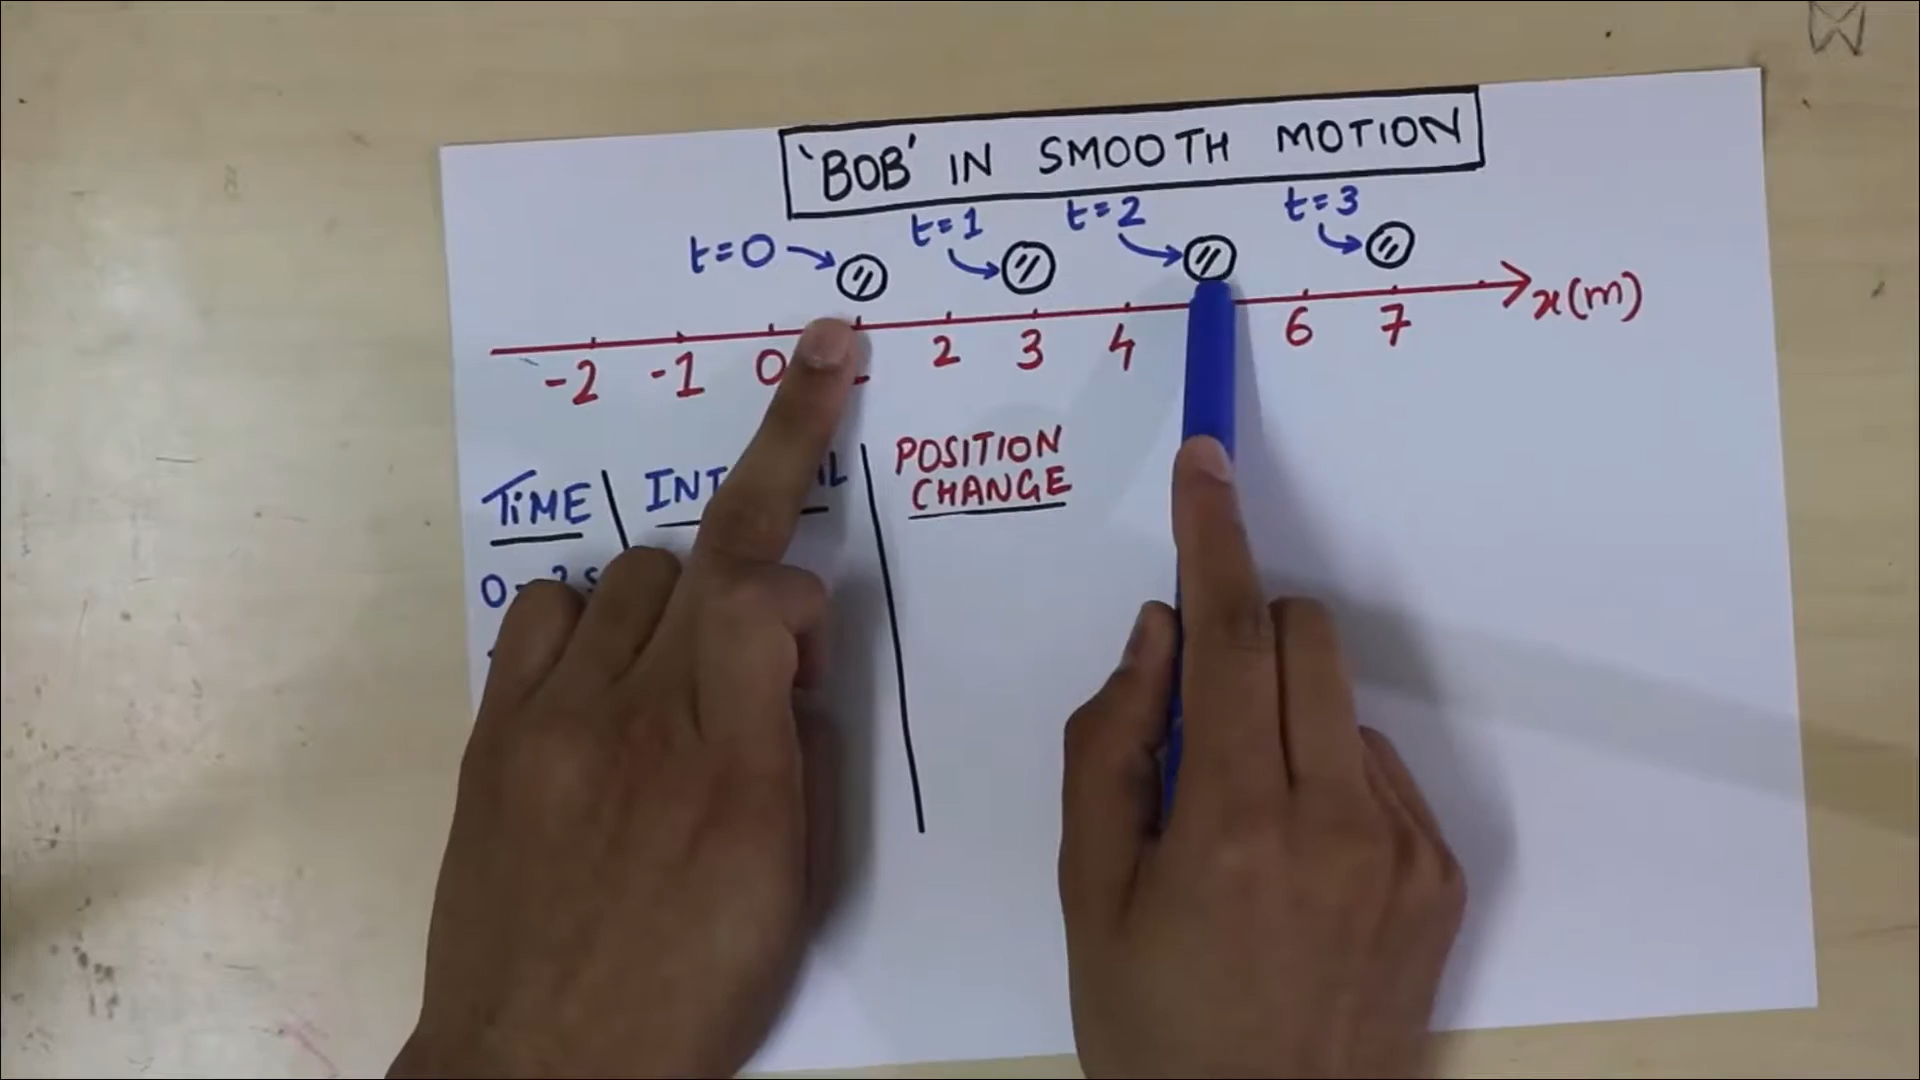 'BOB' IN SMOOTH MOTION
t=0 t=1 t=2 t=3
-2 -1 0 2 3 4 6 7 x(m)
TIME POSITION CHANGE